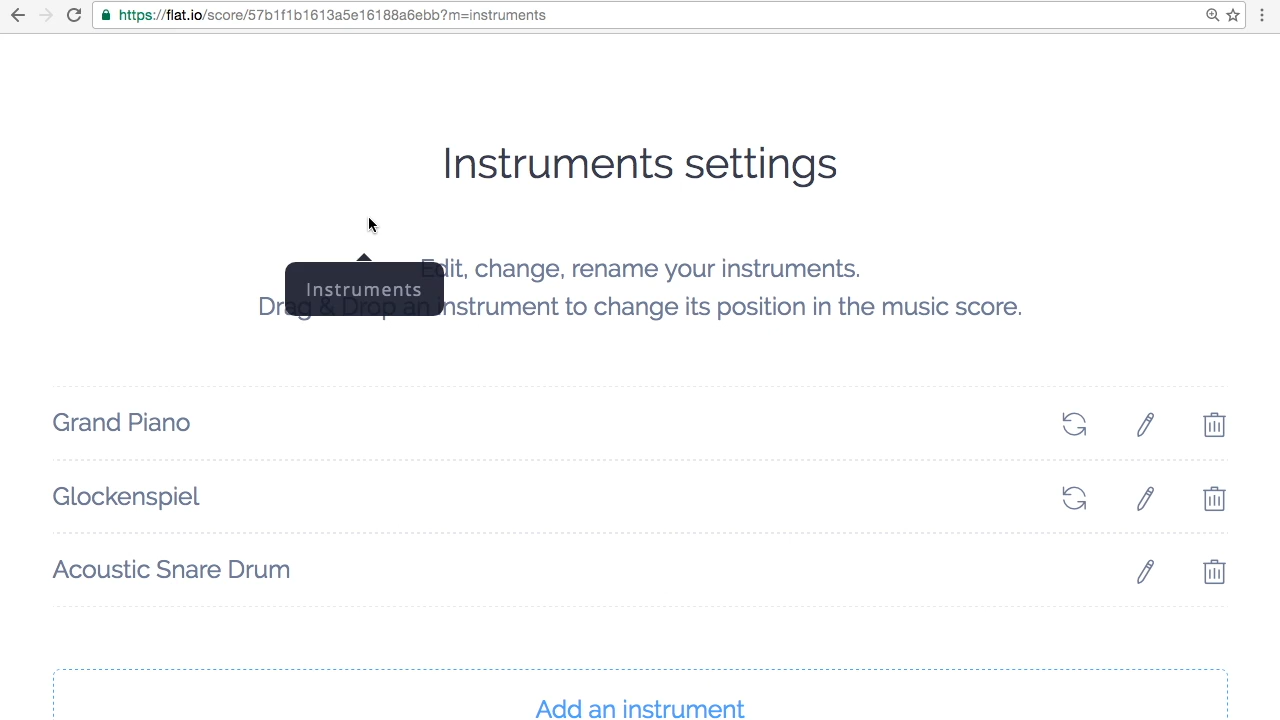 https://flat.io/score/57b1f1b1613a5e16188a6ebb?m=instruments
Instruments settings
Edit, change, rename your instruments.
Instruments
Drag & Drop an instrument to change its position in the music score.
Grand Piano
Glockenspiel
Acoustic Snare Drum
Add an instrument